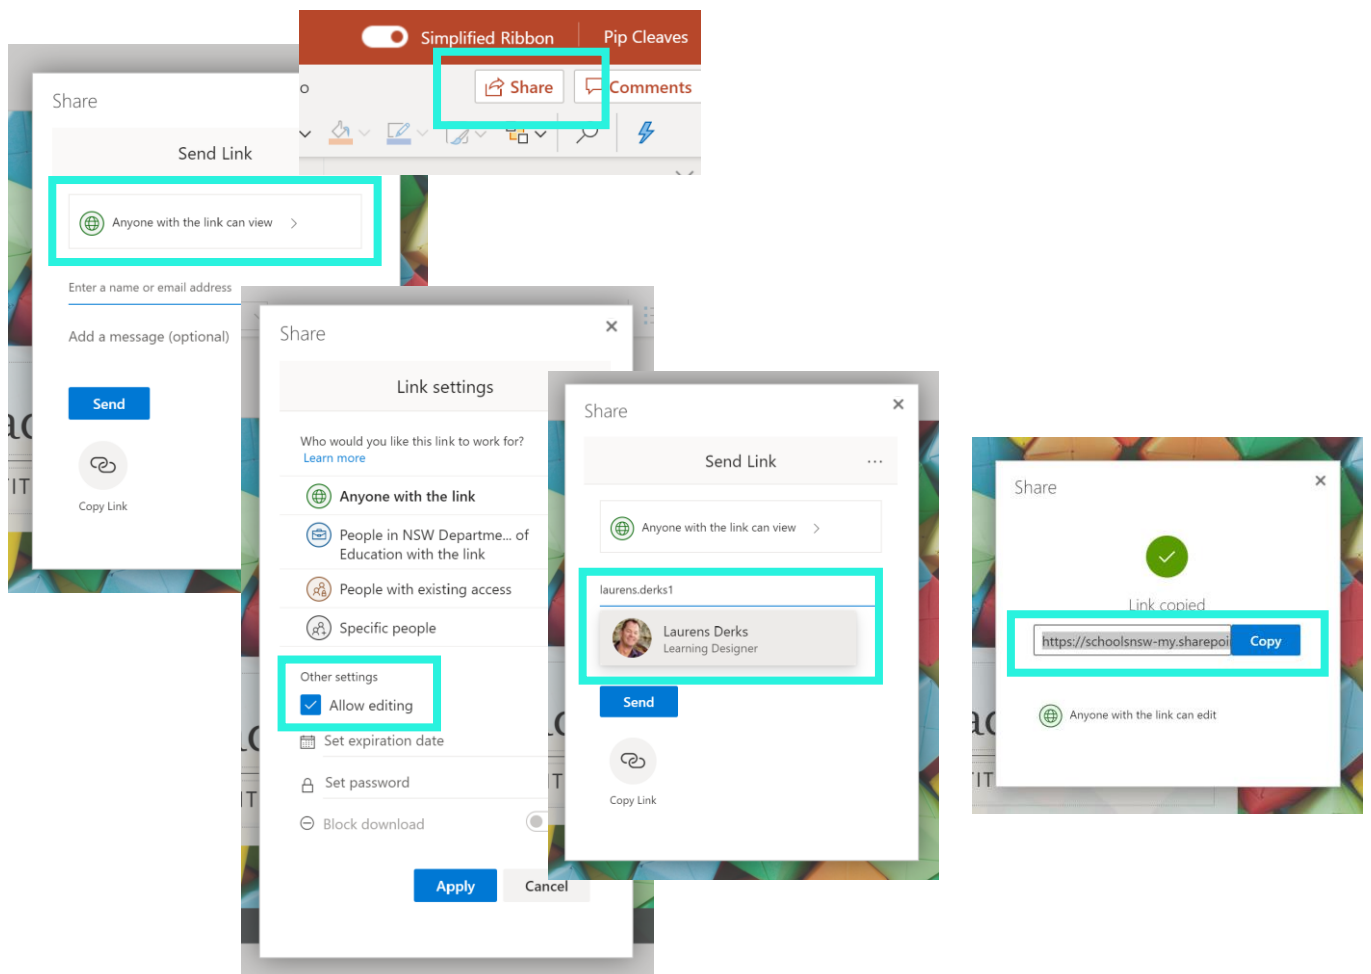 Simplified Ribbon
Pip Cleaves
Share
Comments
Share
Send Link
Anyone with the link can view
Enter a name or email address
Add a message (optional)
Send
Copy Link
Share
Link settings
Who would you like this link to work for?
Learn more
Anyone with the link
People in NSW Departme... of
Education with the link
People with existing access
Specific people
Other settings
Allow editing
Set expiration date
Set password
Block download
Apply
Cancel
Share
Send Link
Anyone with the link can view
laurens.derks1
Laurens Derks
Learning Designer
Send
Copy Link
Share
Link copied
https://schoolsnsw-my.sharepoi
Copy
Anyone with the link can edit